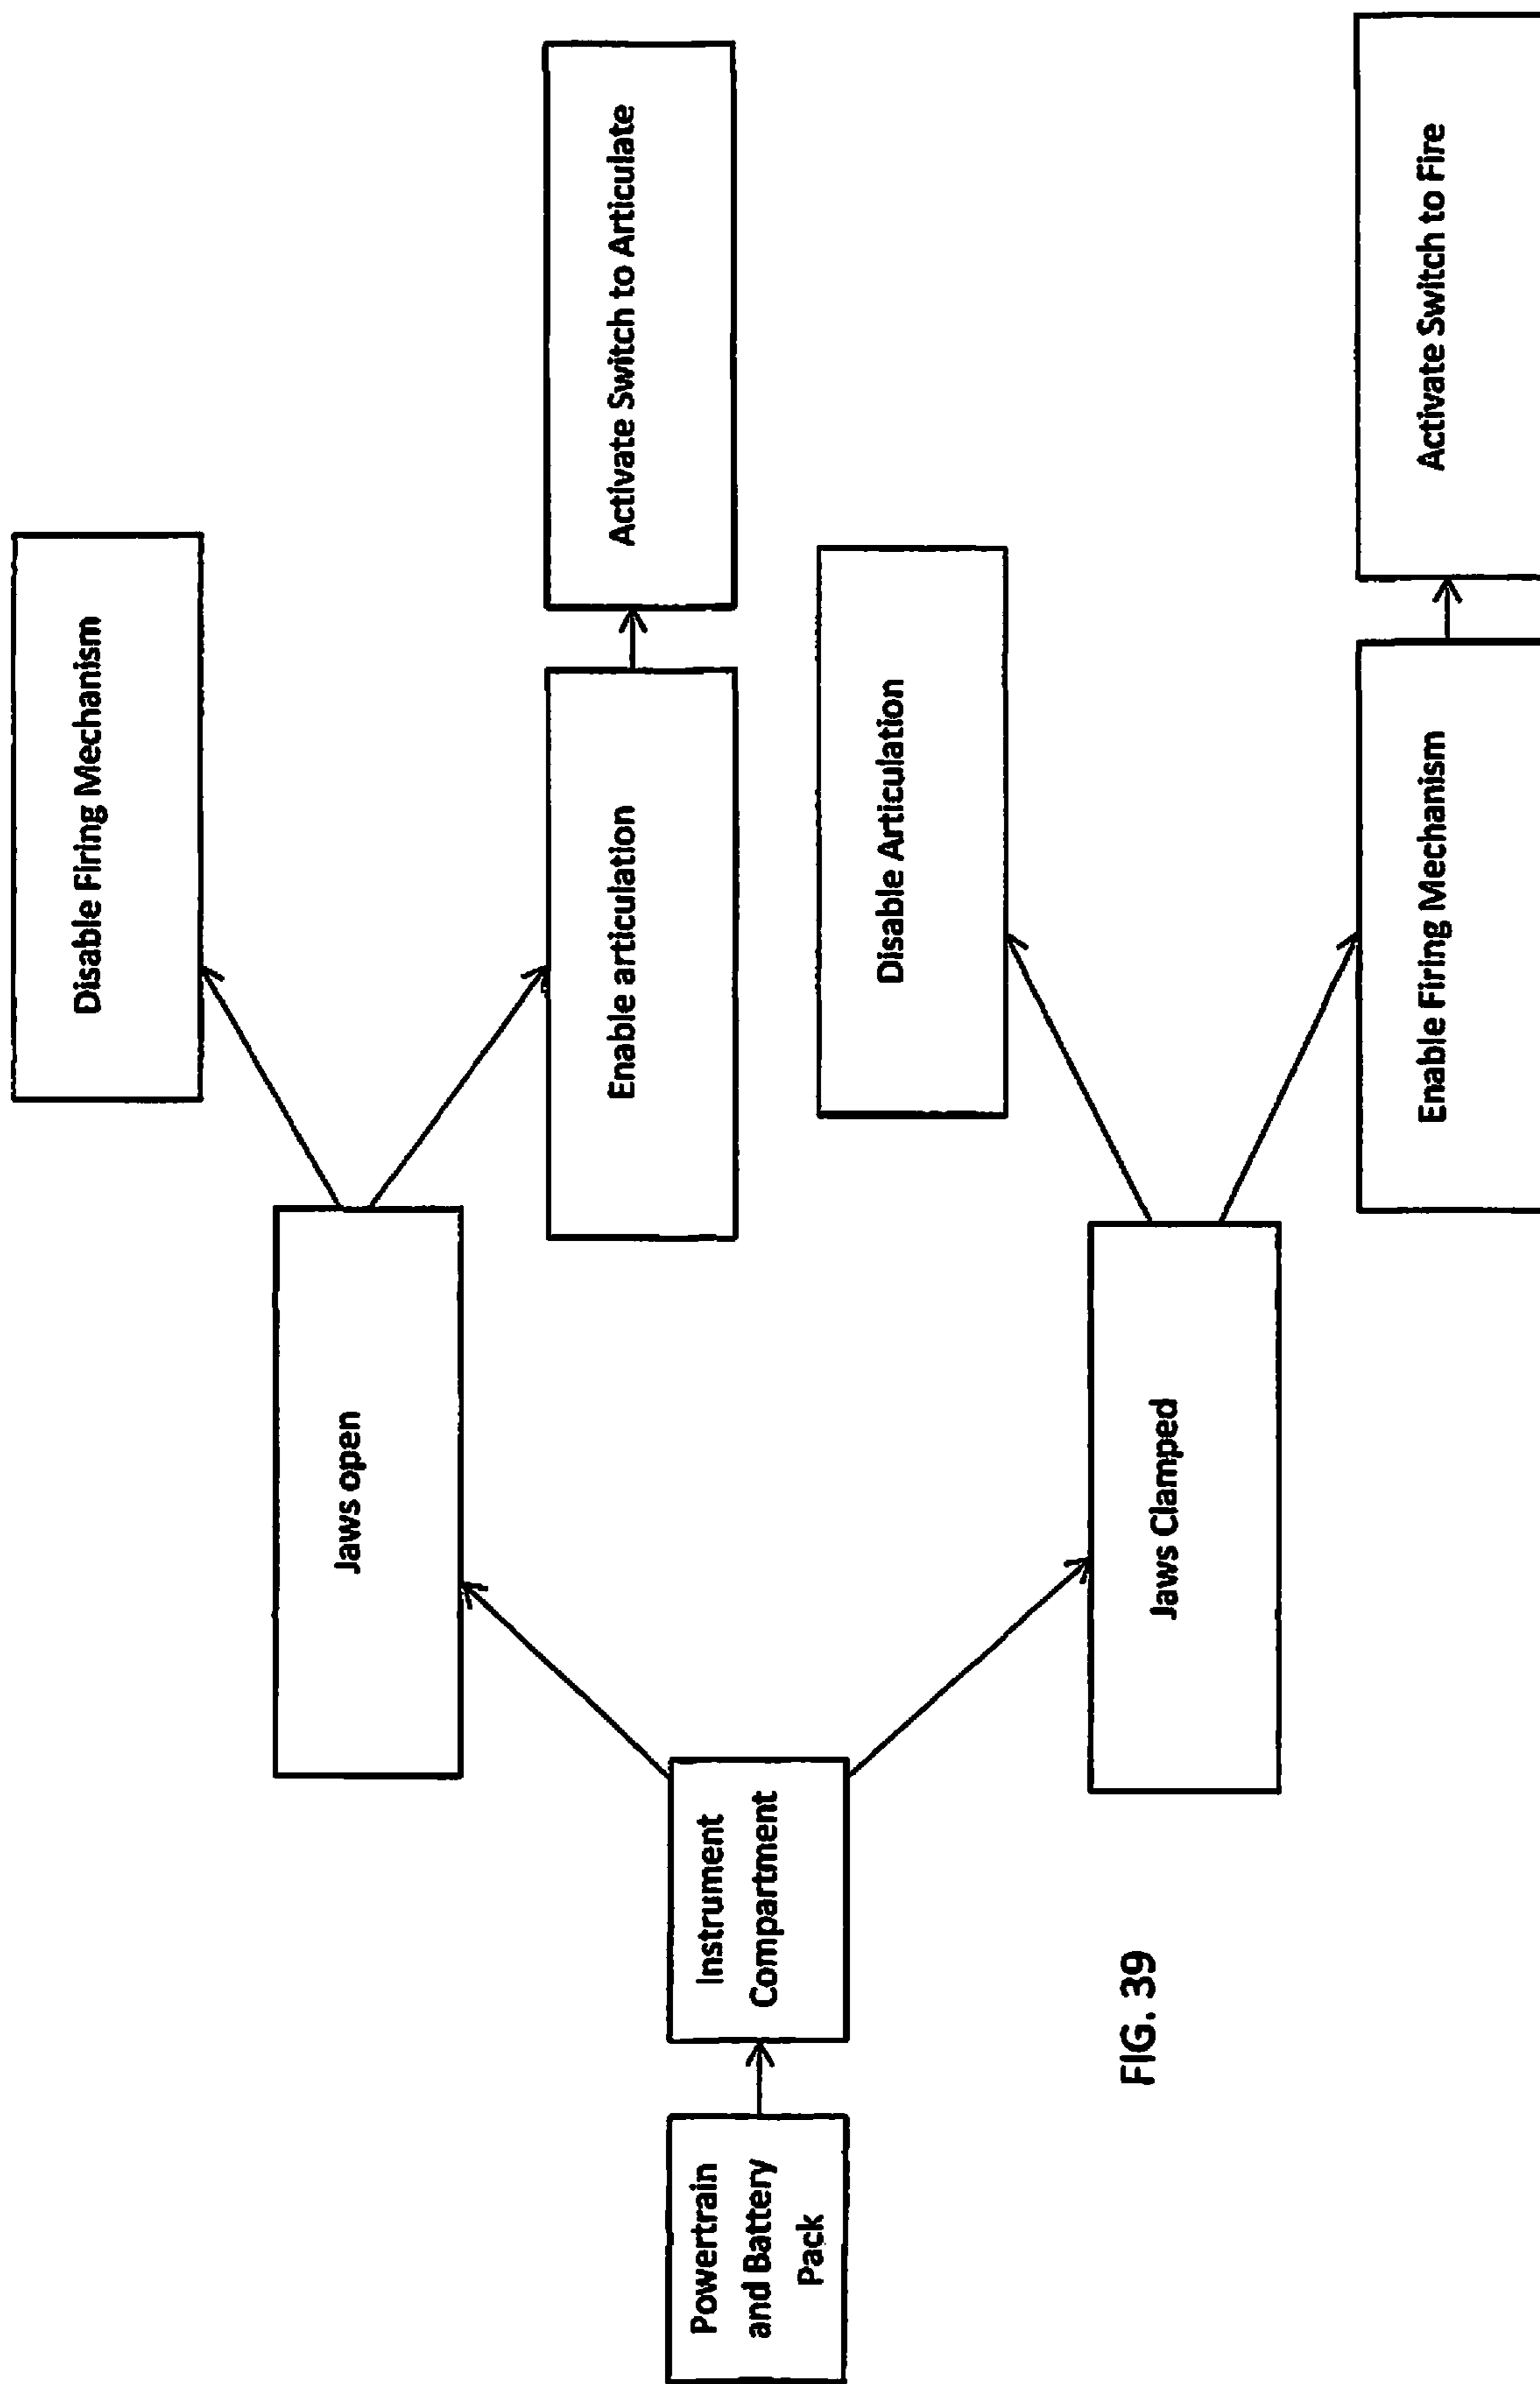 Powertrain
and Battery
Pack
Instrument
Compartment
Jaws open
Disable Firing Mechanism
Enable articulation
Activate Switch to Articulate
Jaws Clamped
Disable Articulation
Enable Firing Mechanism
Activate Switch to Fire
FIG. 39